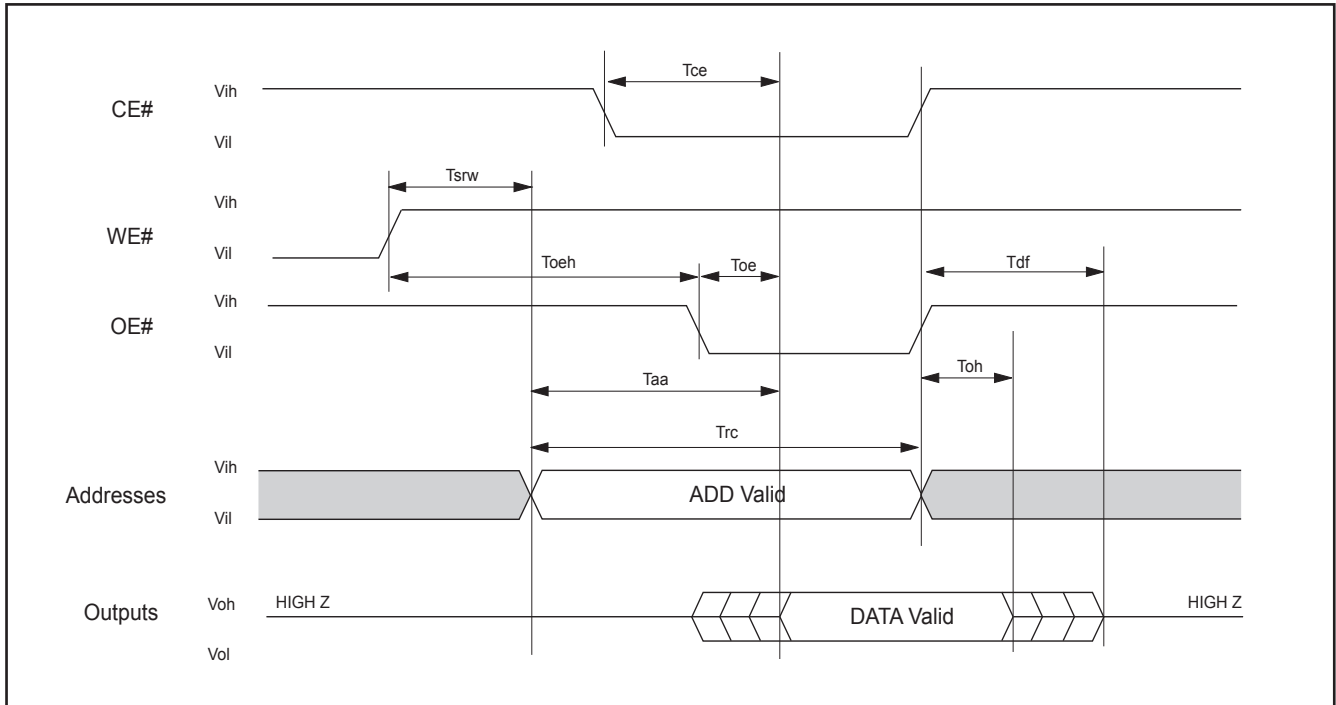 Tce
CE#
Vih
Vil
Tsrw
WE#
Vih
Vil
Toeh
Toe
Tdf
OE#
Vih
Vil
Taa
Toh
Trc
Addresses
Vih
Vil
ADD Valid
Outputs
Voh
Vol
HIGH Z
DATA Valid
HIGH Z